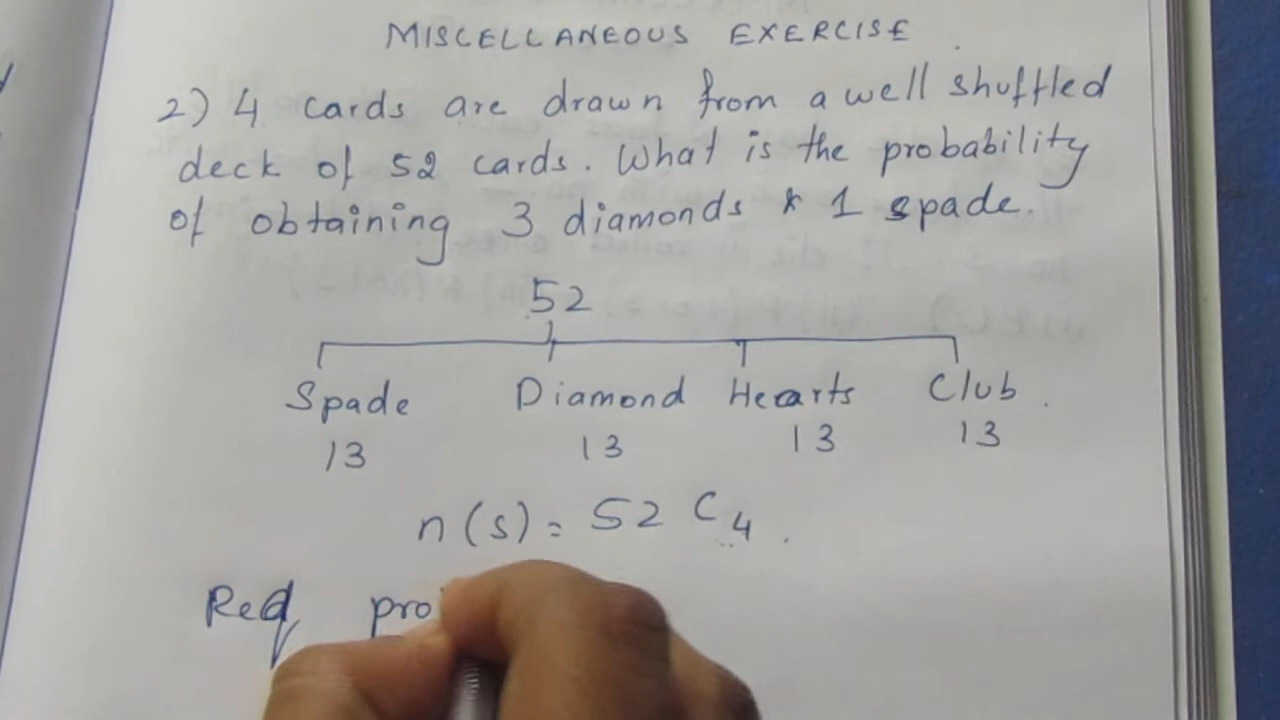 MISCELLANEOUS EXERCISE
2) 4 cards are drawn from a well shuffled
deck of 52 cards. What is the probability
of obtaining 3 diamonds & 1 spade.
52
Spade Diamond Hearts Club.
13 13 13 13
n(s) = 52 C4.
Req pro